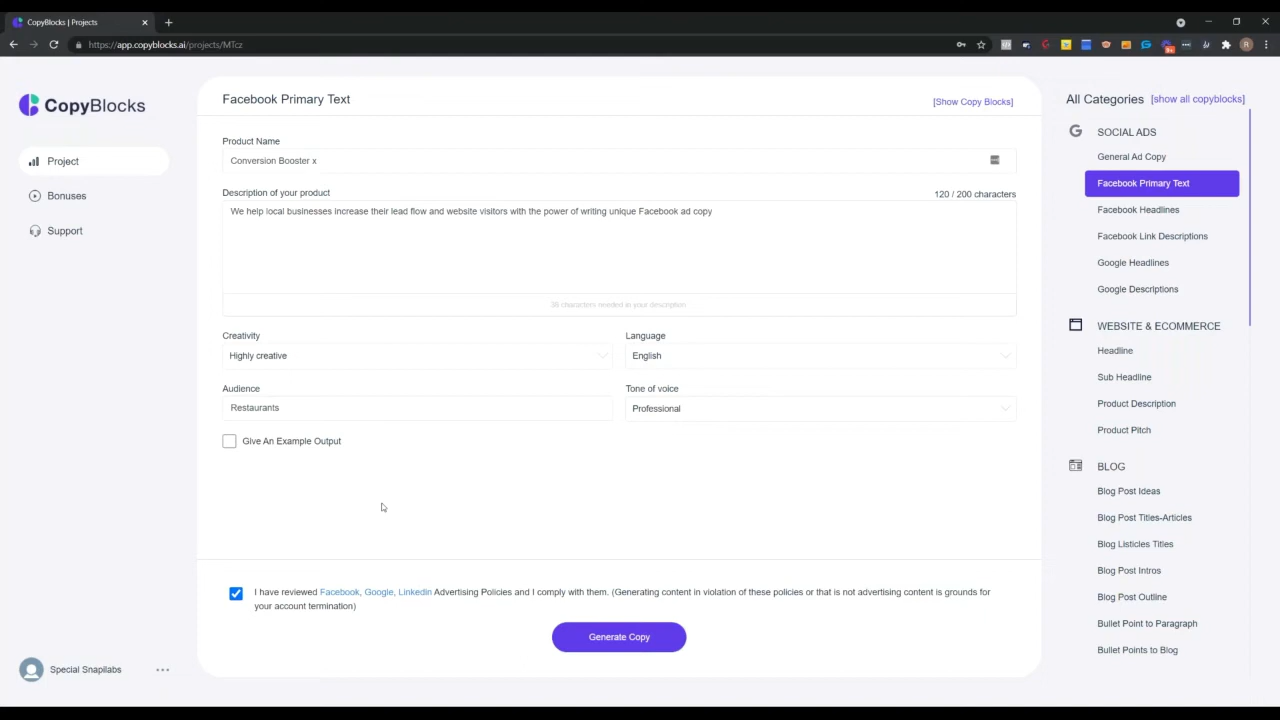 CopyBlocks | Projects
https://app.copyblocks.ai/projects/MTcz
CopyBlocks
Project
Bonuses
Support
Special Snapilabs
Facebook Primary Text
[Show Copy Blocks]
Product Name
Conversion Booster x
Description of your product
120 / 200 characters
We help local businesses increase their lead flow and website visitors with the power of writing unique Facebook ad copy
characters needed in your description
Creativity
Language
Highly creative
English
Audience
Tone of voice
Restaurants
Professional
Give An Example Output
I have reviewed Facebook, Google, Linkedin Advertising Policies and I comply with them. (Generating content in violation of these policies or that is not advertising content is grounds for
your account termination)
Generate Copy
All Categories [show all copyblocks]
SOCIAL ADS
General Ad Copy
Facebook Primary Text
Facebook Headlines
Facebook Link Descriptions
Google Headlines
Google Descriptions
WEBSITE & ECOMMERCE
Headline
Sub Headline
Product Description
Product Pitch
BLOG
Blog Post Ideas
Blog Post Titles-Articles
Blog Listicles Titles
Blog Post Intros
Blog Post Outline
Bullet Point to Paragraph
Bullet Points to Blog